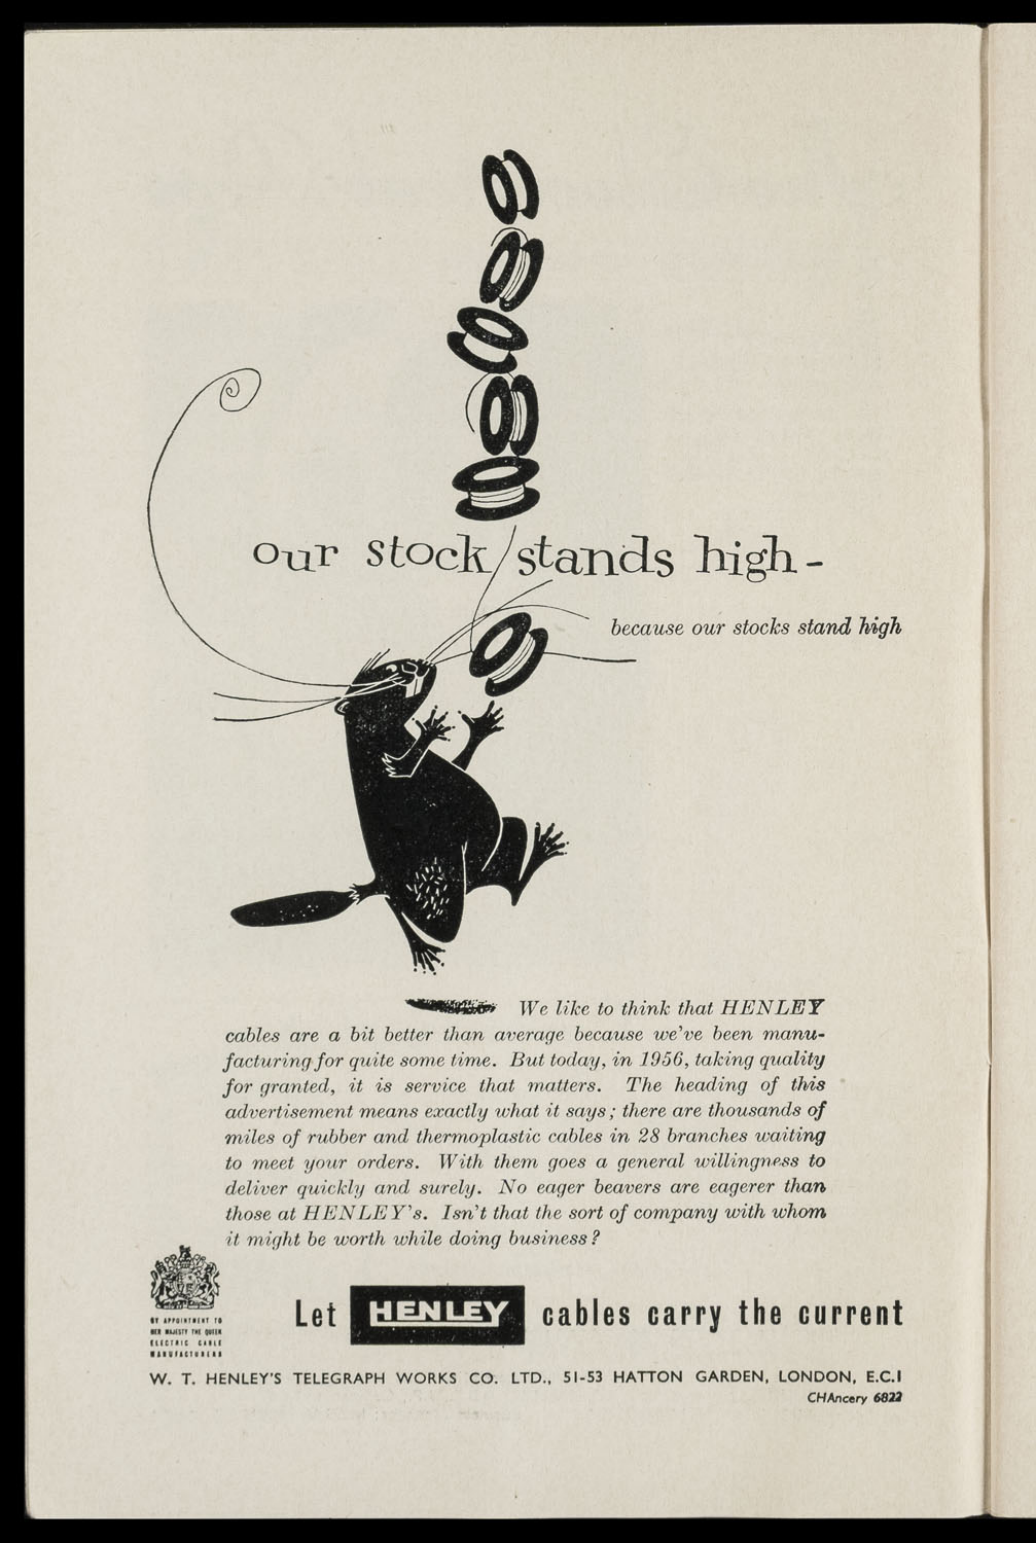 our stock stands high -
because our stocks stand high
We like to think that HENLEY
cables are a bit better than average because we've been manu-
facturing for quite some time. But today, in 1956, taking quality
for granted, it is service that matters. The heading of this
advertisement means exactly what it says; there are thousands of
miles of rubber and thermoplastic cables in 28 branches waiting
to meet your orders. With them goes a general willingness to
deliver quickly and surely. No eager beavers are eagerer than
those at HENLEY's. Isn't that the sort of company with whom
it might be worth while doing business?
BY APPOINTMENT TO
HER MAJESTY THE QUEEN
ELECTRIC CABLE
MANUFACTURERS
Let HENLEY cables carry the current
W. T. HENLEY'S TELEGRAPH WORKS CO. LTD., 51-53 HATTON GARDEN, LONDON, E.C.1
CHAncery 6822